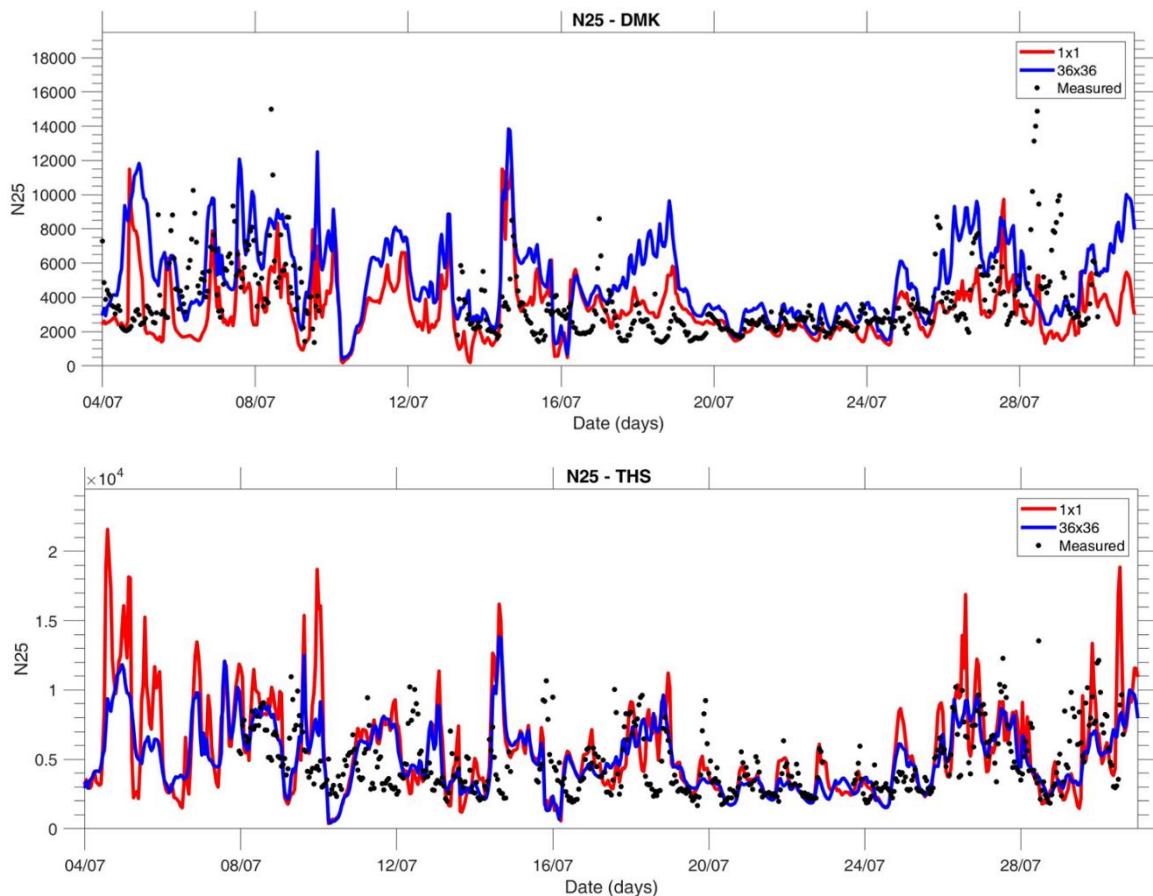 N25 - DMK
18000
16000
14000
12000
10000
8000
6000
4000
2000
0
N25
1x1
36x36
Measured
04/07 08/07 12/07 16/07 20/07 24/07 28/07
Date (days)
×10⁴
N25 - THS
2
1.5
1
0.5
0
N25
1x1
36x36
Measured
04/07 08/07 12/07 16/07 20/07 24/07 28/07
Date (days)